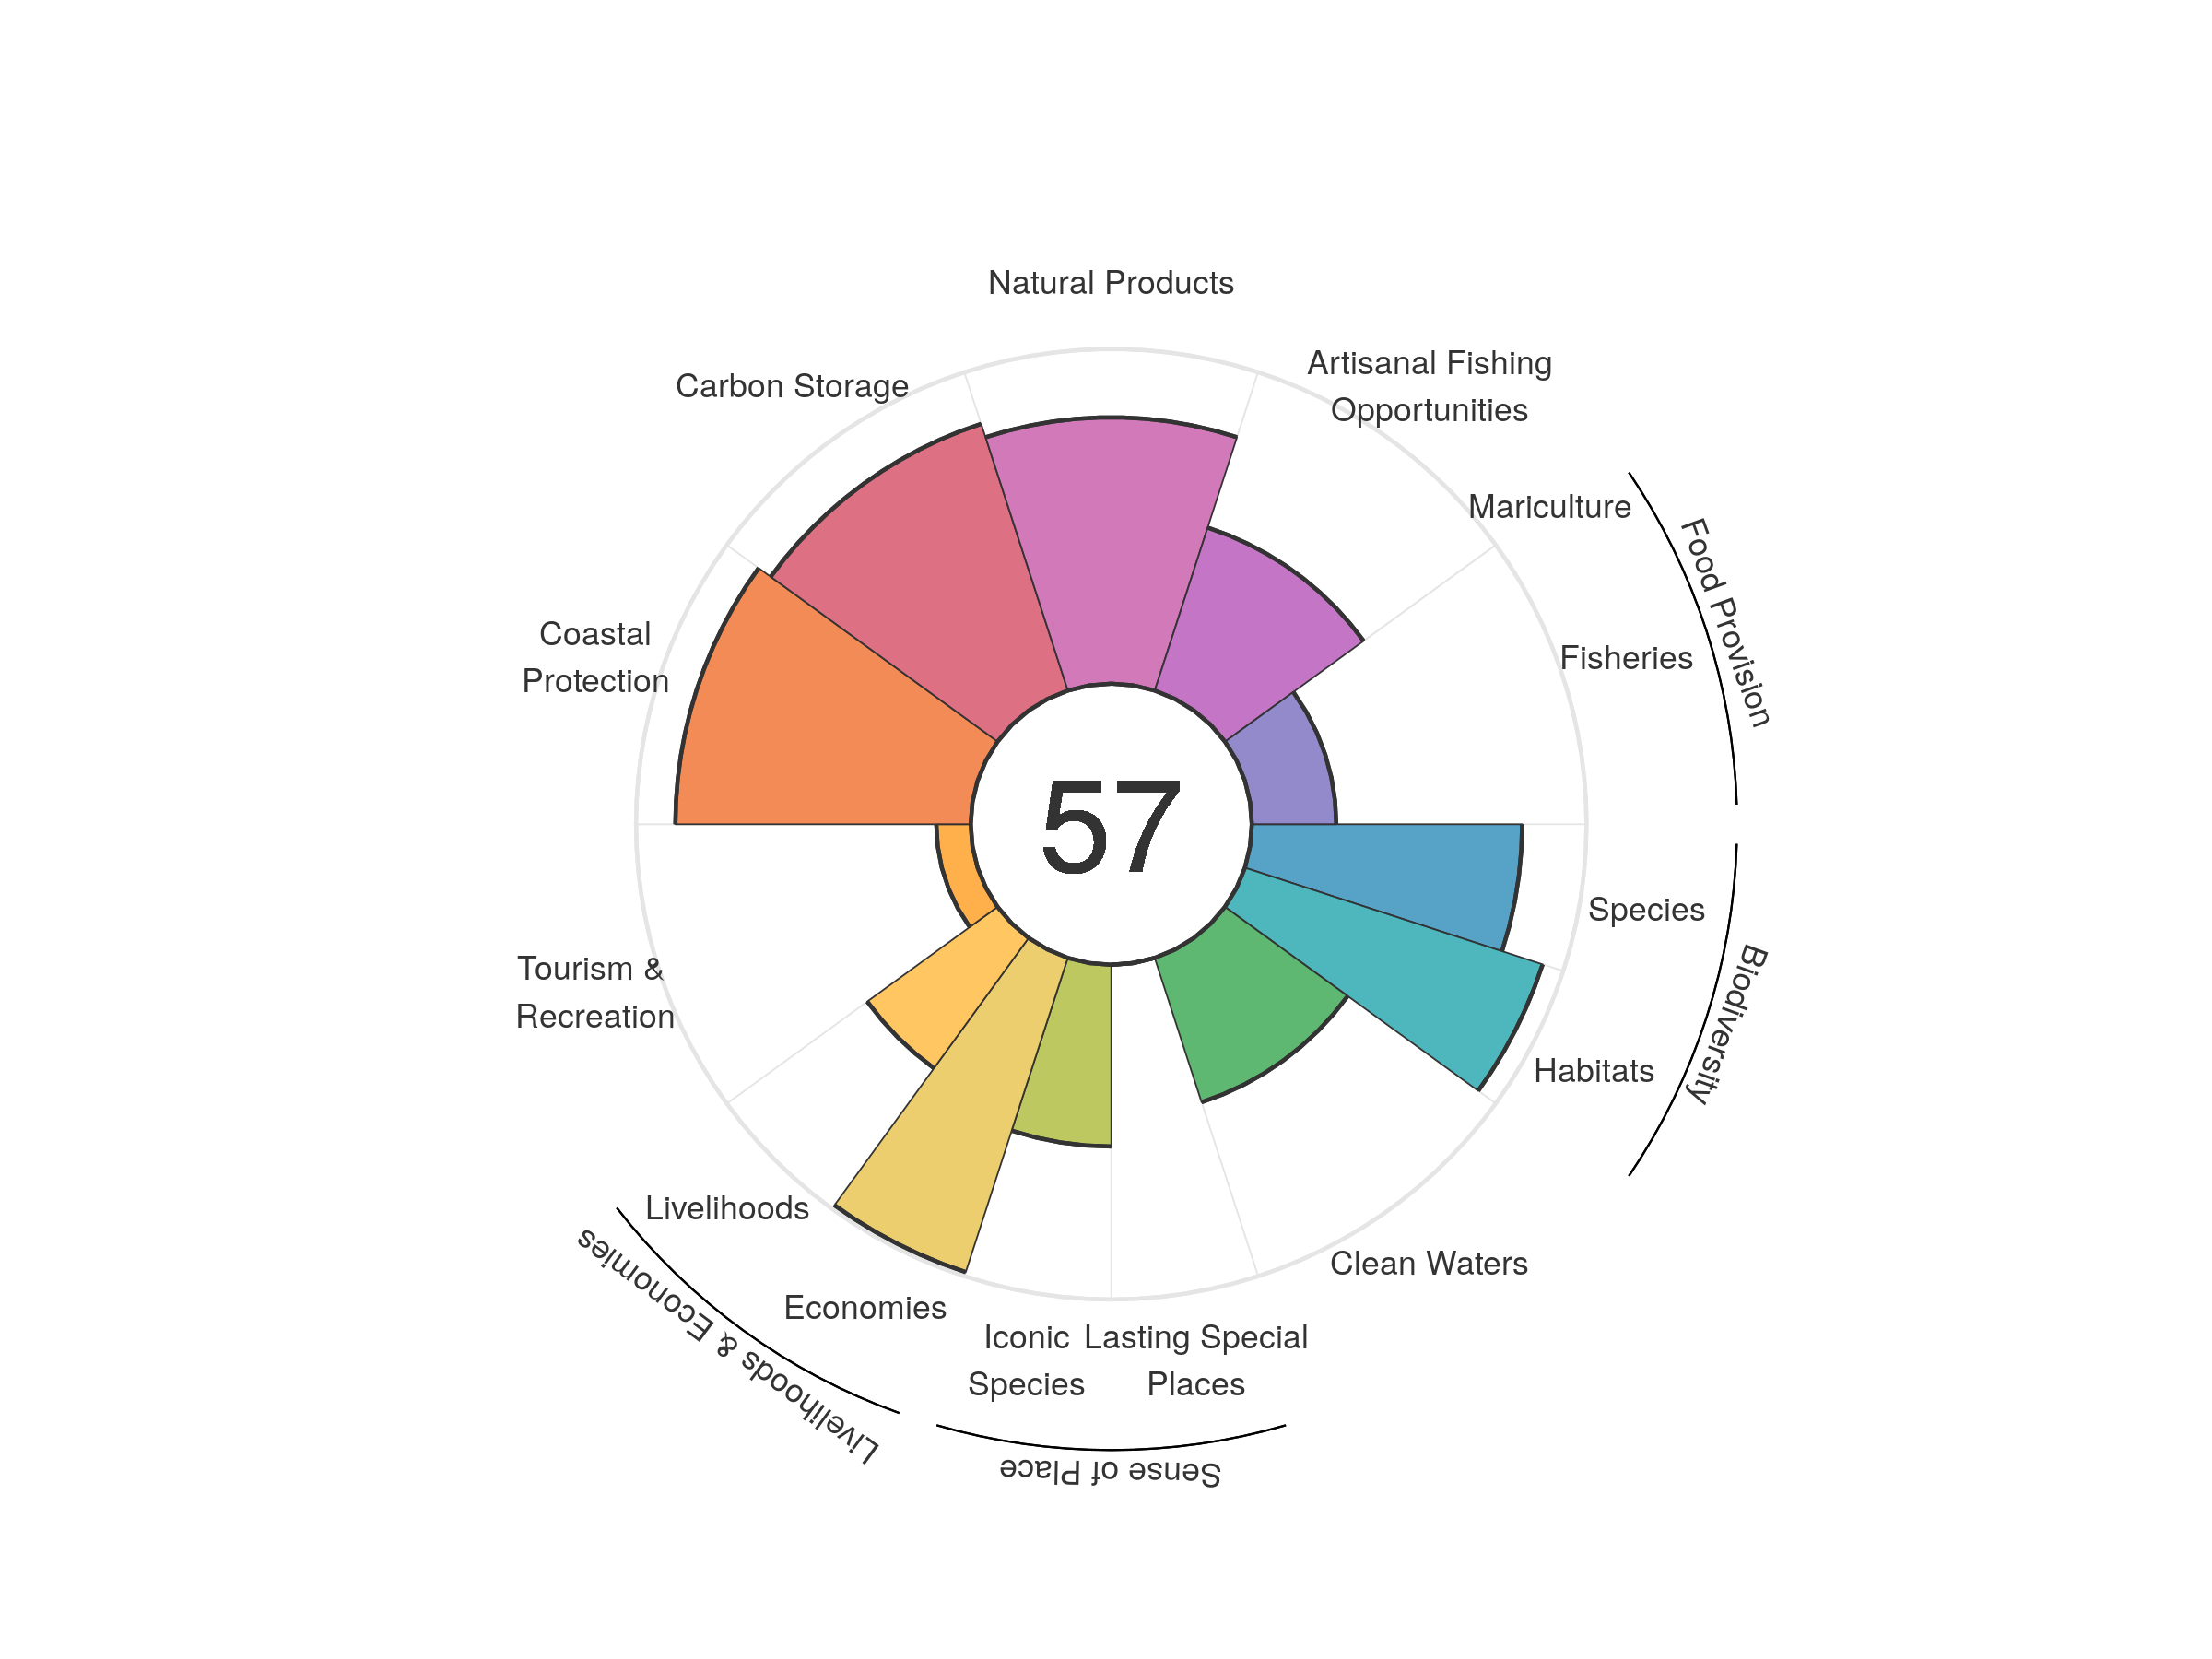 Natural Products
Artisanal Fishing
Opportunities
Carbon Storage
Mariculture
Food Provision
Fisheries
Coastal
Protection
57
Species
Biodiversity
Tourism &
Recreation
Habitats
Livelihoods
Clean Waters
Economies
Livelihoods & Economies
Iconic
Species
Lasting Special
Places
Sense of Place